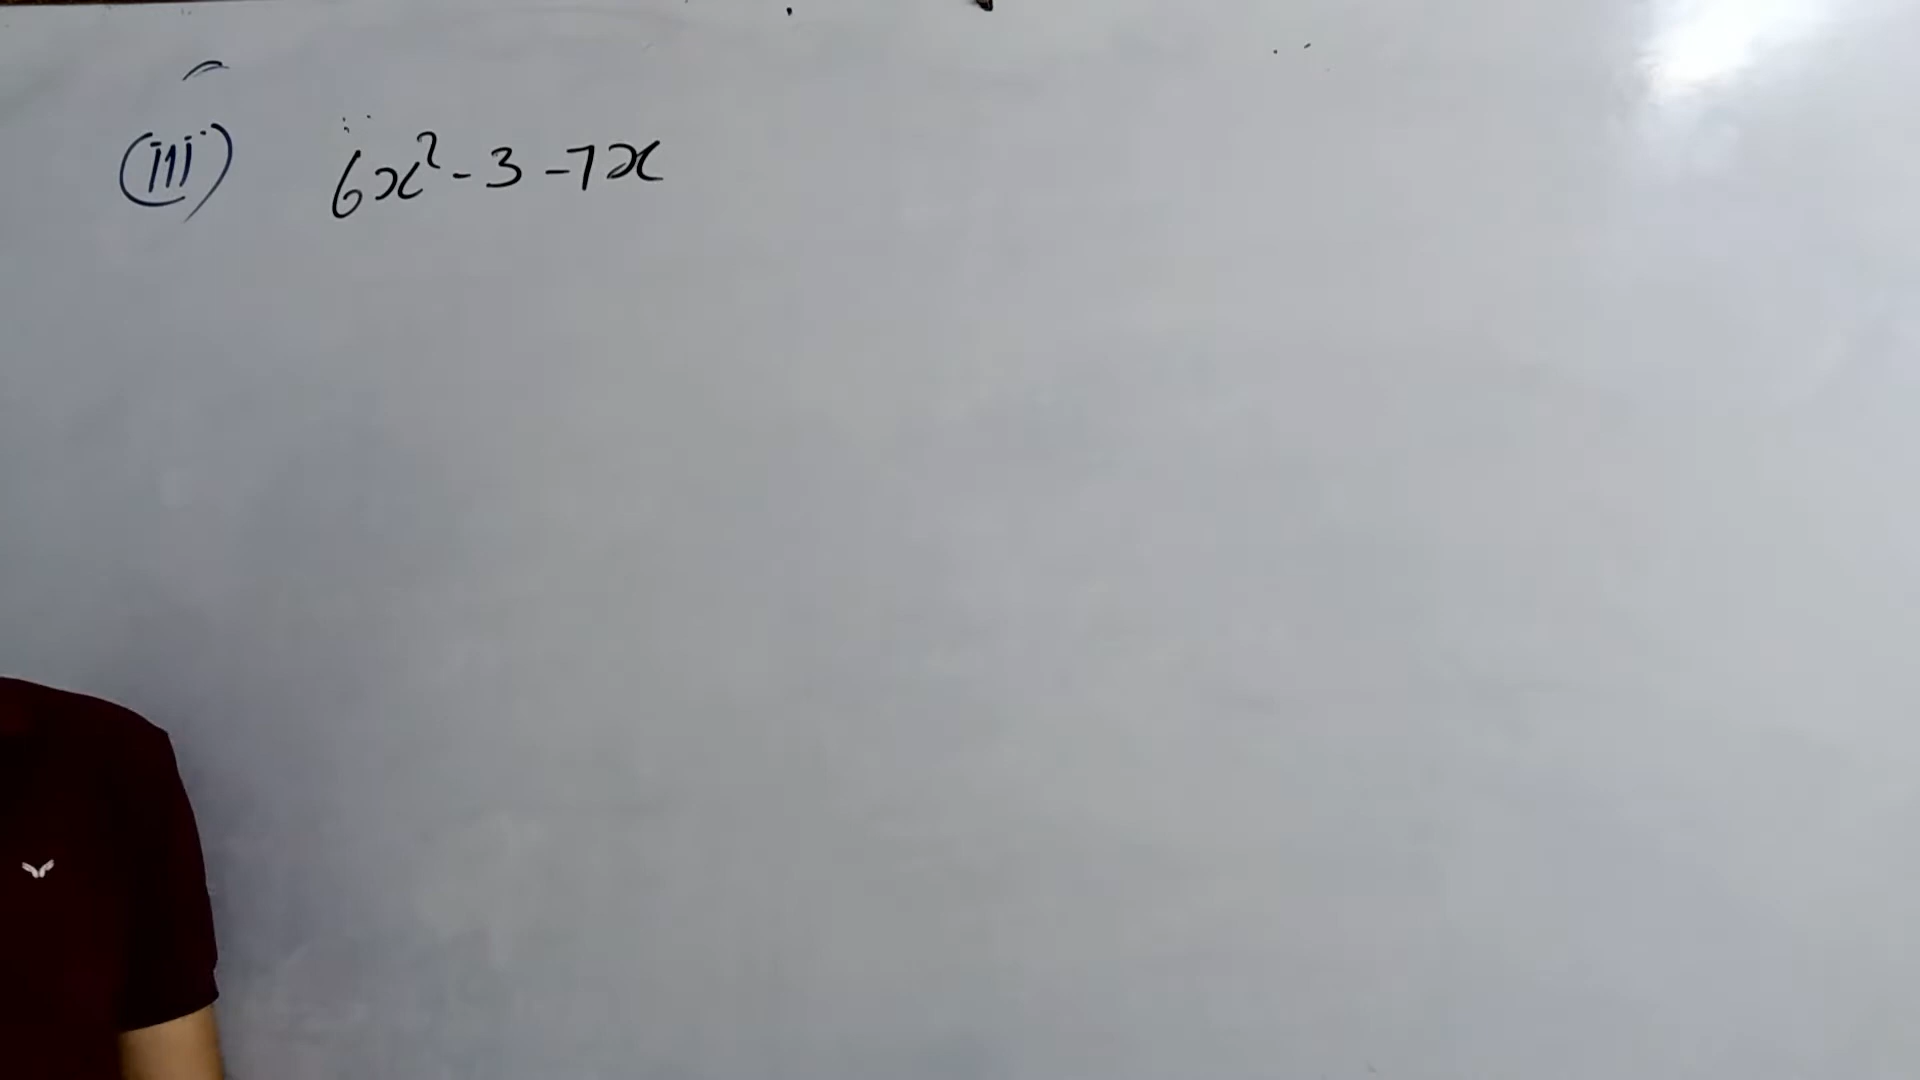 (iii) 6x² - 3 - 7x